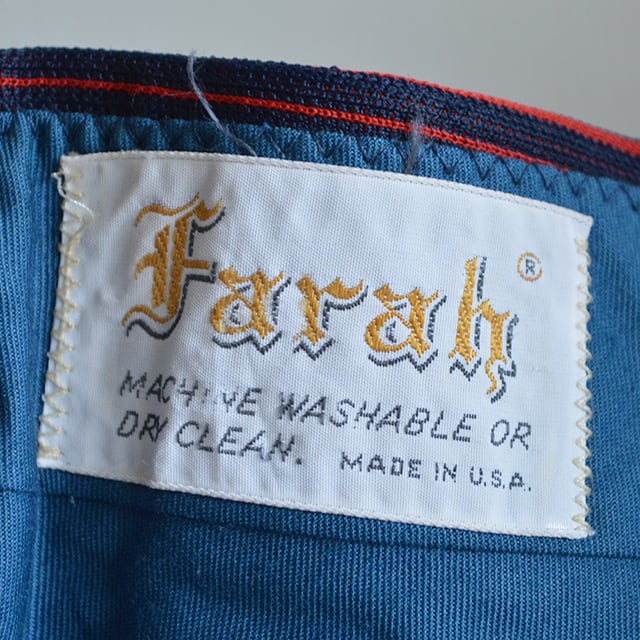 Farah®
MACHINE WASHABLE OR
DRY CLEAN. MADE IN U.S.A.